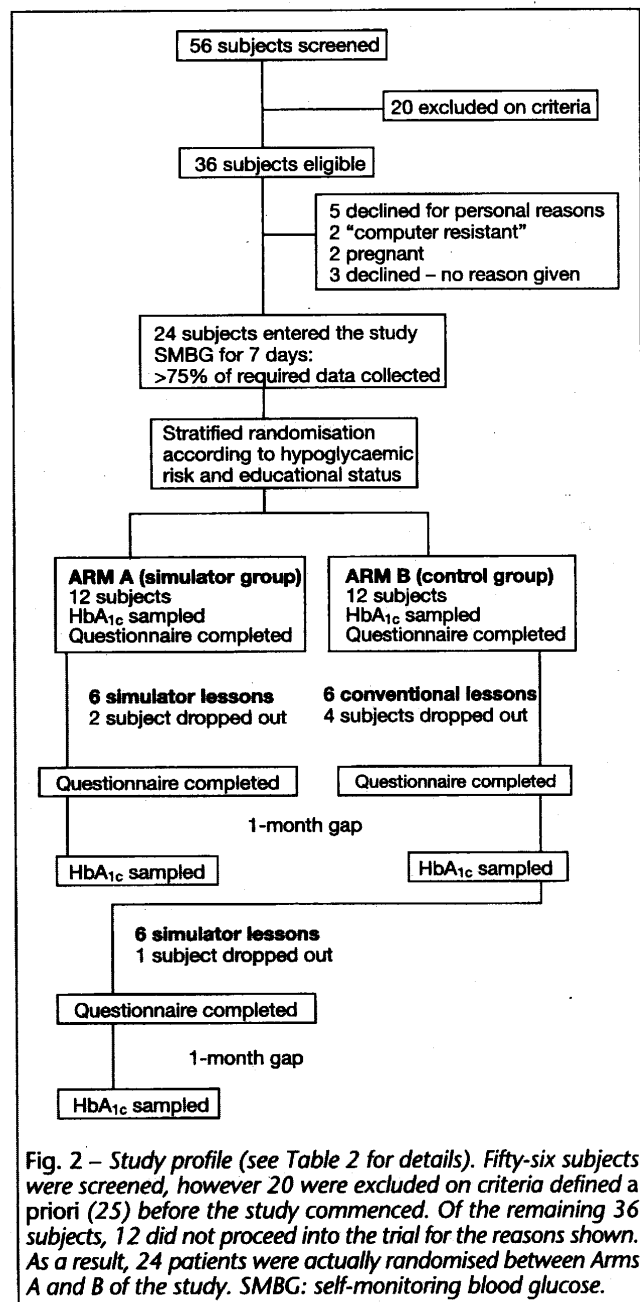 56 subjects screened
20 excluded on criteria
36 subjects eligible
5 declined for personal reasons
2 “computer resistant”
2 pregnant
3 declined – no reason given
24 subjects entered the study
SMBG for 7 days:
>75% of required data collected
Stratified randomisation
according to hypoglycaemic
risk and educational status
ARM A (simulator group)
12 subjects
HbA1c sampled
Questionnaire completed
ARM B (control group)
12 subjects
HbA1c sampled
Questionnaire completed
6 simulator lessons
2 subject dropped out
6 conventional lessons
4 subjects dropped out
Questionnaire completed
Questionnaire completed
1-month gap
HbA1c sampled
HbA1c sampled
6 simulator lessons
1 subject dropped out
Questionnaire completed
1-month gap
HbA1c sampled
Fig. 2 – Study profile (see Table 2 for details). Fifty-six subjects
were screened, however 20 were excluded on criteria defined a
priori (25) before the study commenced. Of the remaining 36
subjects, 12 did not proceed into the trial for the reasons shown.
As a result, 24 patients were actually randomised between Arms
A and B of the study. SMBG: self-monitoring blood glucose.